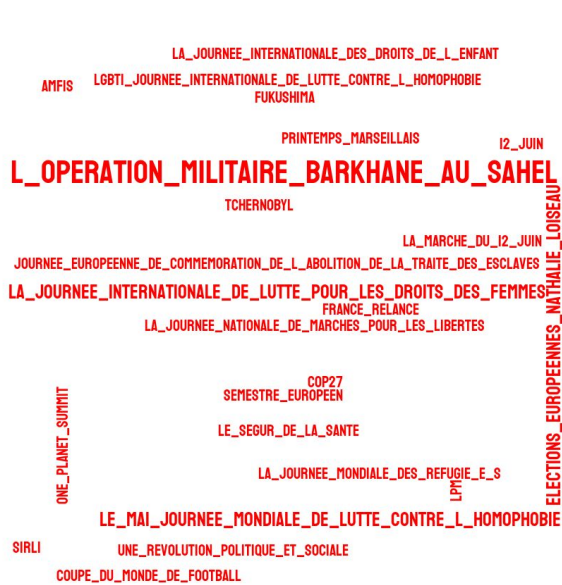 LA_JOURNEE_INTERNATIONALE_DES_DROITS_DE_L_ENFANT
LGBTI_JOURNEE_INTERNATIONALE_DE_LUTTE_CONTRE_L_HOMOPHOBIE
AMFIS
FUKUSHIMA
PRINTEMPS_MARSEILLAIS
12_JUIN
L_OPERATION_MILITAIRE_BARKHANE_AU_SAHEL
TCHERNOBYL
LA_MARCHE_DU_12_JUIN
JOURNEE_EUROPEENNE_DE_COMMEMORATION_DE_L_ABOLITION_DE_LA_TRAITE_DES_ESCLAVES
LA_JOURNEE_INTERNATIONALE_DE_LUTTE_POUR_LES_DROITS_DES_FEMMES
ELECTIONS_EUROPEENNES_NATHALIE_LOISEAU
FRANCE_RELANCE
LA_JOURNEE_NATIONALE_DE_MARCHES_POUR_LES_LIBERTES
COP27
SEMESTRE_EUROPEEN
ONE_PLANET_SUMMIT
LE_SEGUR_DE_LA_SANTE
LA_JOURNEE_MONDIALE_DES_REFUGIE_E_S
LPM
LE_MAI_JOURNEE_MONDIALE_DE_LUTTE_CONTRE_L_HOMOPHOBIE
SIRLI
UNE_REVOLUTION_POLITIQUE_ET_SOCIALE
COUPE_DU_MONDE_DE_FOOTBALL